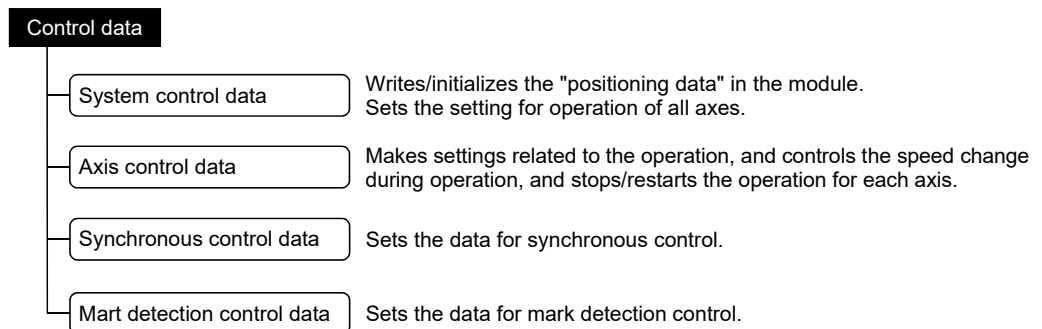 Control data
System control data
Writes/initializes the "positioning data" in the module.
Sets the setting for operation of all axes.
Axis control data
Makes settings related to the operation, and controls the speed change
during operation, and stops/restarts the operation for each axis.
Synchronous control data
Sets the data for synchronous control.
Mart detection control data
Sets the data for mark detection control.